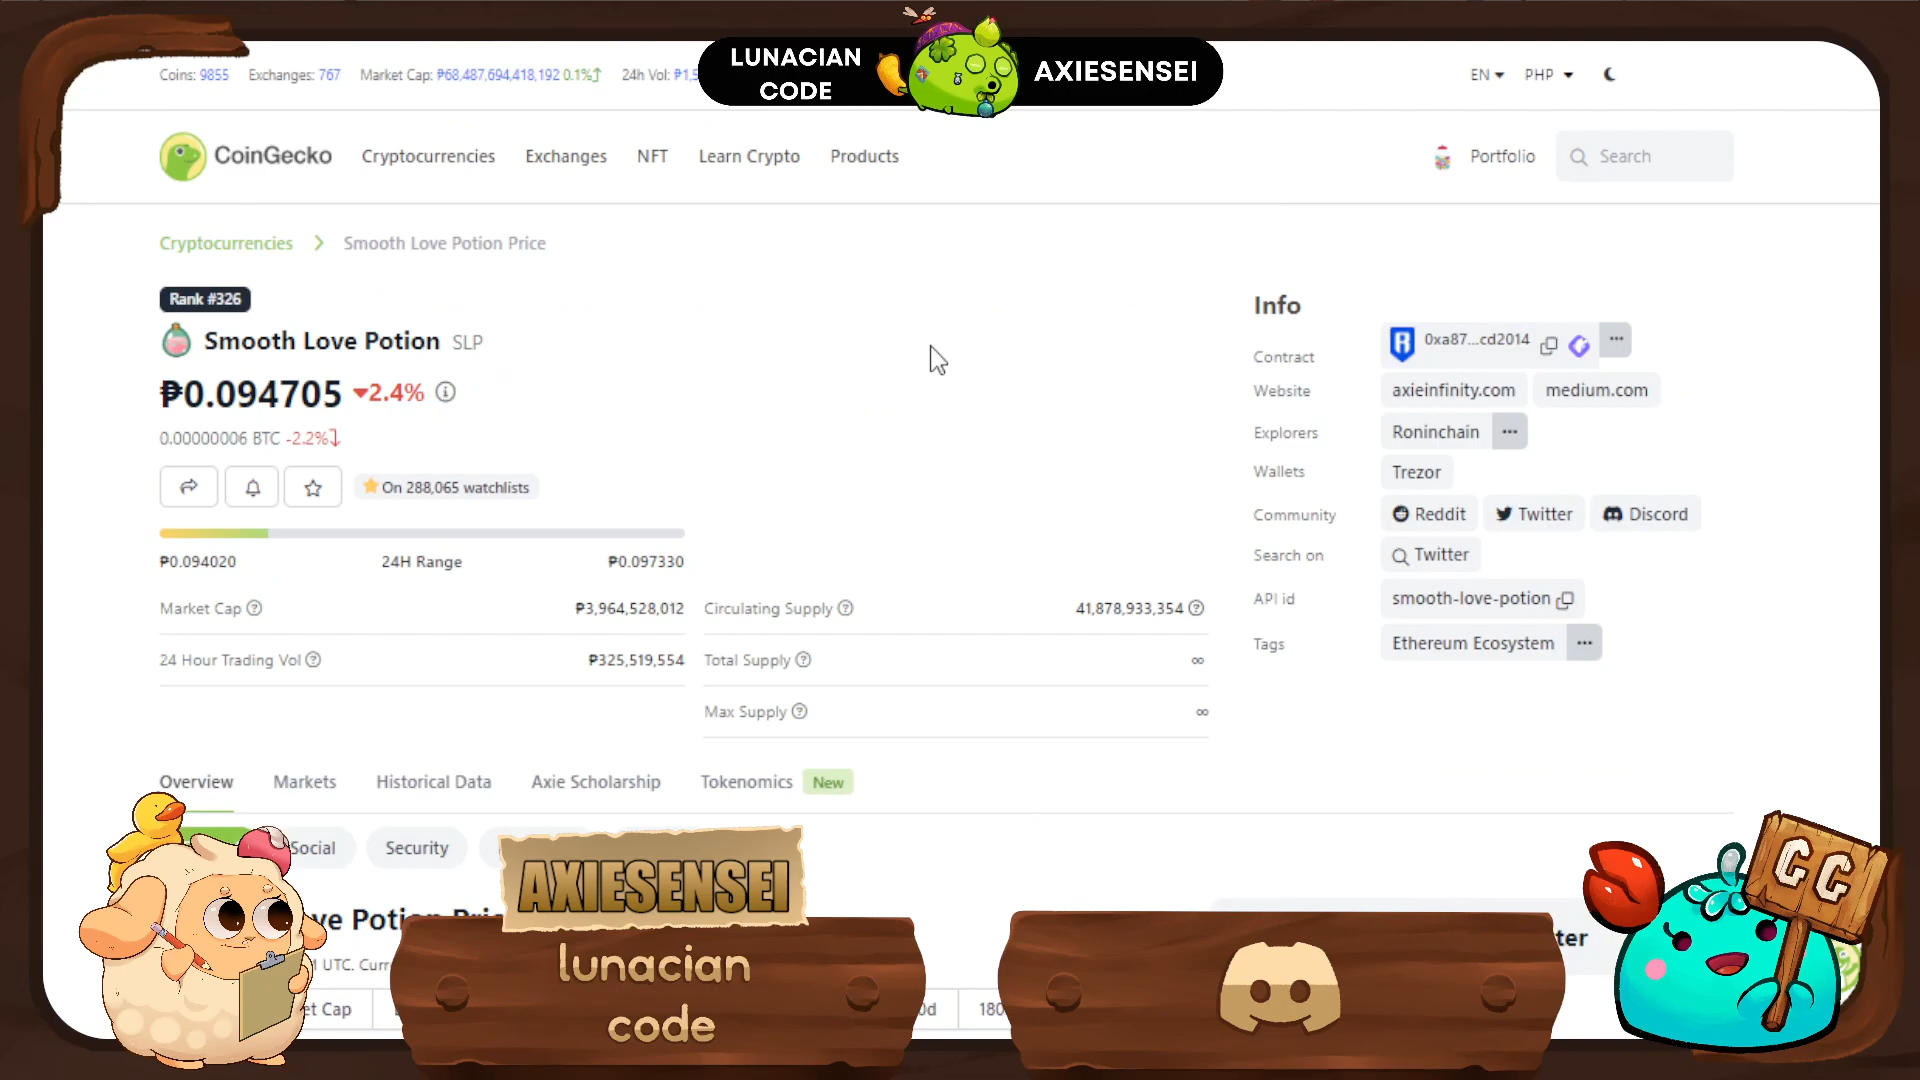 LUNACIAN
CODE
AXIESENSEI
Coins: 9855 Exchanges: 767 Market Cap: ₱68,487,694,418,192 0.1% 24h Vol: ₱1,5
EN PHP
CoinGecko Cryptocurrencies Exchanges NFT Learn Crypto Products Portfolio Search
Cryptocurrencies > Smooth Love Potion Price
Rank #326
Smooth Love Potion SLP
₱0.094705 2.4%
0.00000006 BTC -2.2%
On 288,065 watchlists
₱0.094020 24H Range ₱0.097330
Market Cap ₱3,964,528,012
24 Hour Trading Vol ₱325,519,554
Circulating Supply 41,878,933,354
Total Supply ∞
Max Supply ∞
Info
Contract 0xa87...cd2014 ...
Website axieinfinity.com medium.com
Explorers Roninchain ...
Wallets Trezor
Community Reddit Twitter Discord
Search on Twitter
API id smooth-love-potion
Tags Ethereum Ecosystem ...
Overview Markets Historical Data Axie Scholarship Tokenomics New
Social Security
AXIESENSEI
lunacian
code
CC
UTC. Curr
et Cap
180